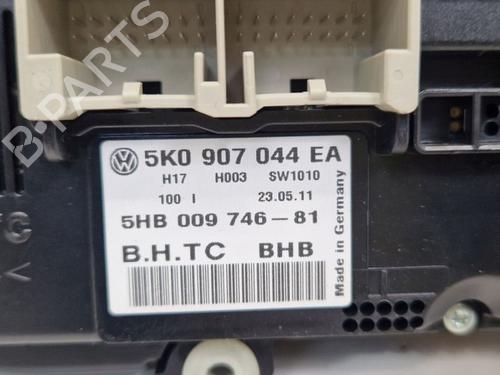 B-PARTS
5K0 907 044 EA
H17 H003 SW1010
100 I 23.05.11
5HB 009 746-81
B.H.TC BHB
Made in Germany